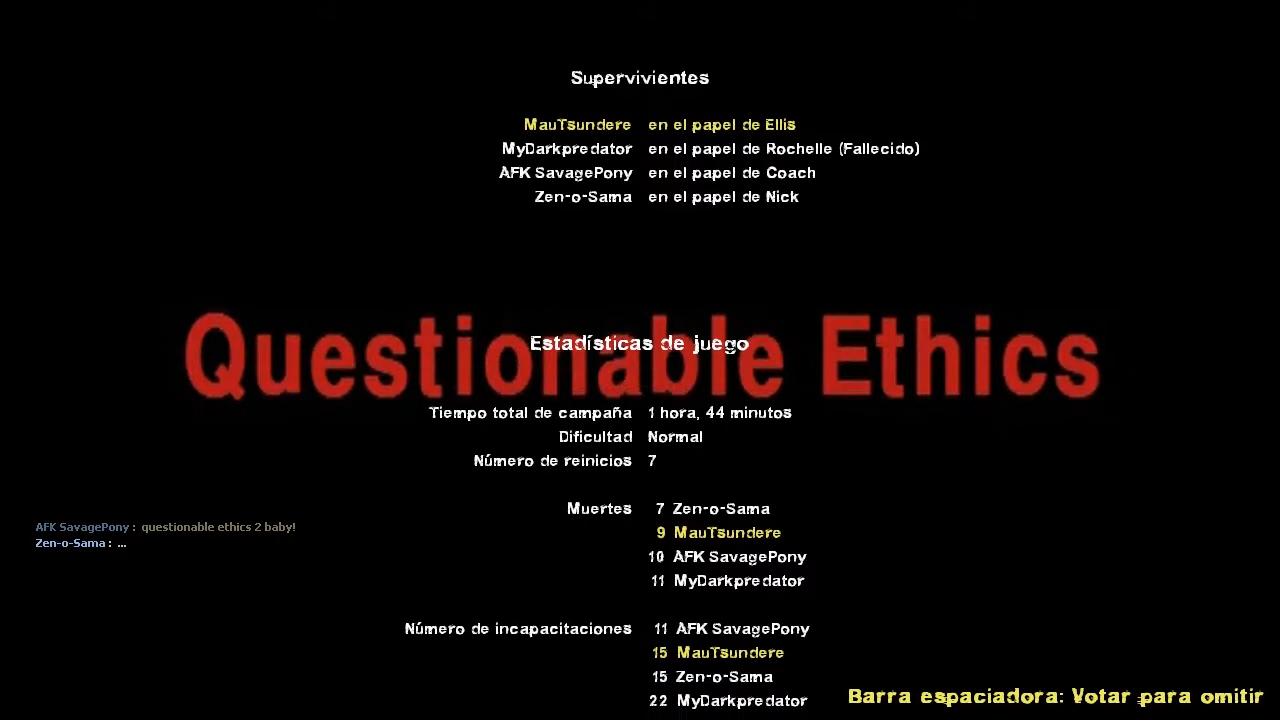 Supervivientes
MauTsundere en el papel de Ellis
MyDarkpredator en el papel de Rochelle (Fallecido)
AFK SavagePony en el papel de Coach
Zen-o-Sama en el papel de Nick
Questionable Ethics
Estadísticas de juego
Tiempo total de campaña 1 hora, 44 minutos
Dificultad Normal
Número de reinicios 7
Muertes 7 Zen-o-Sama
9 MauTsundere
10 AFK SavagePony
11 MyDarkpredator
Número de incapacitaciones 11 AFK SavagePony
15 MauTsundere
15 Zen-o-Sama
22 MyDarkpredator
AFK SavagePony : questionable ethics 2 baby!
Zen-o-Sama : ...
Barra espaciadora: Votar para omitir